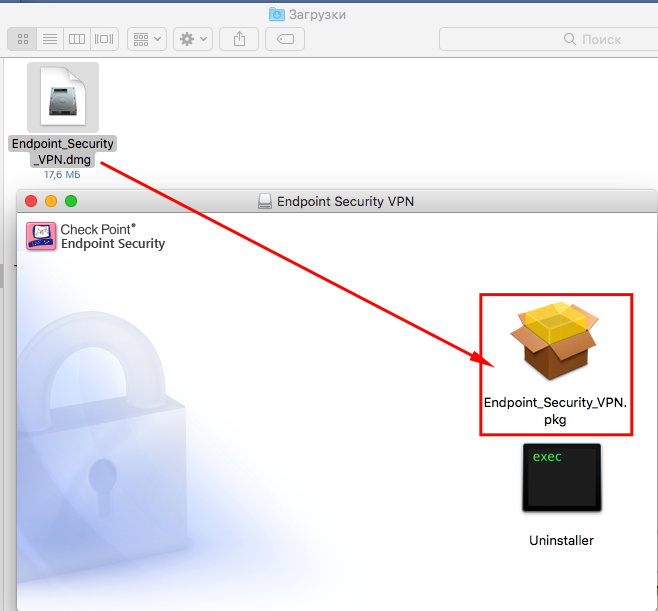 Загрузки
Поиск
Endpoint_Security
_VPN.dmg
17,6 МБ
Endpoint Security VPN
Check Point®
Endpoint Security
Endpoint_Security_VPN.
pkg
exec
Uninstaller